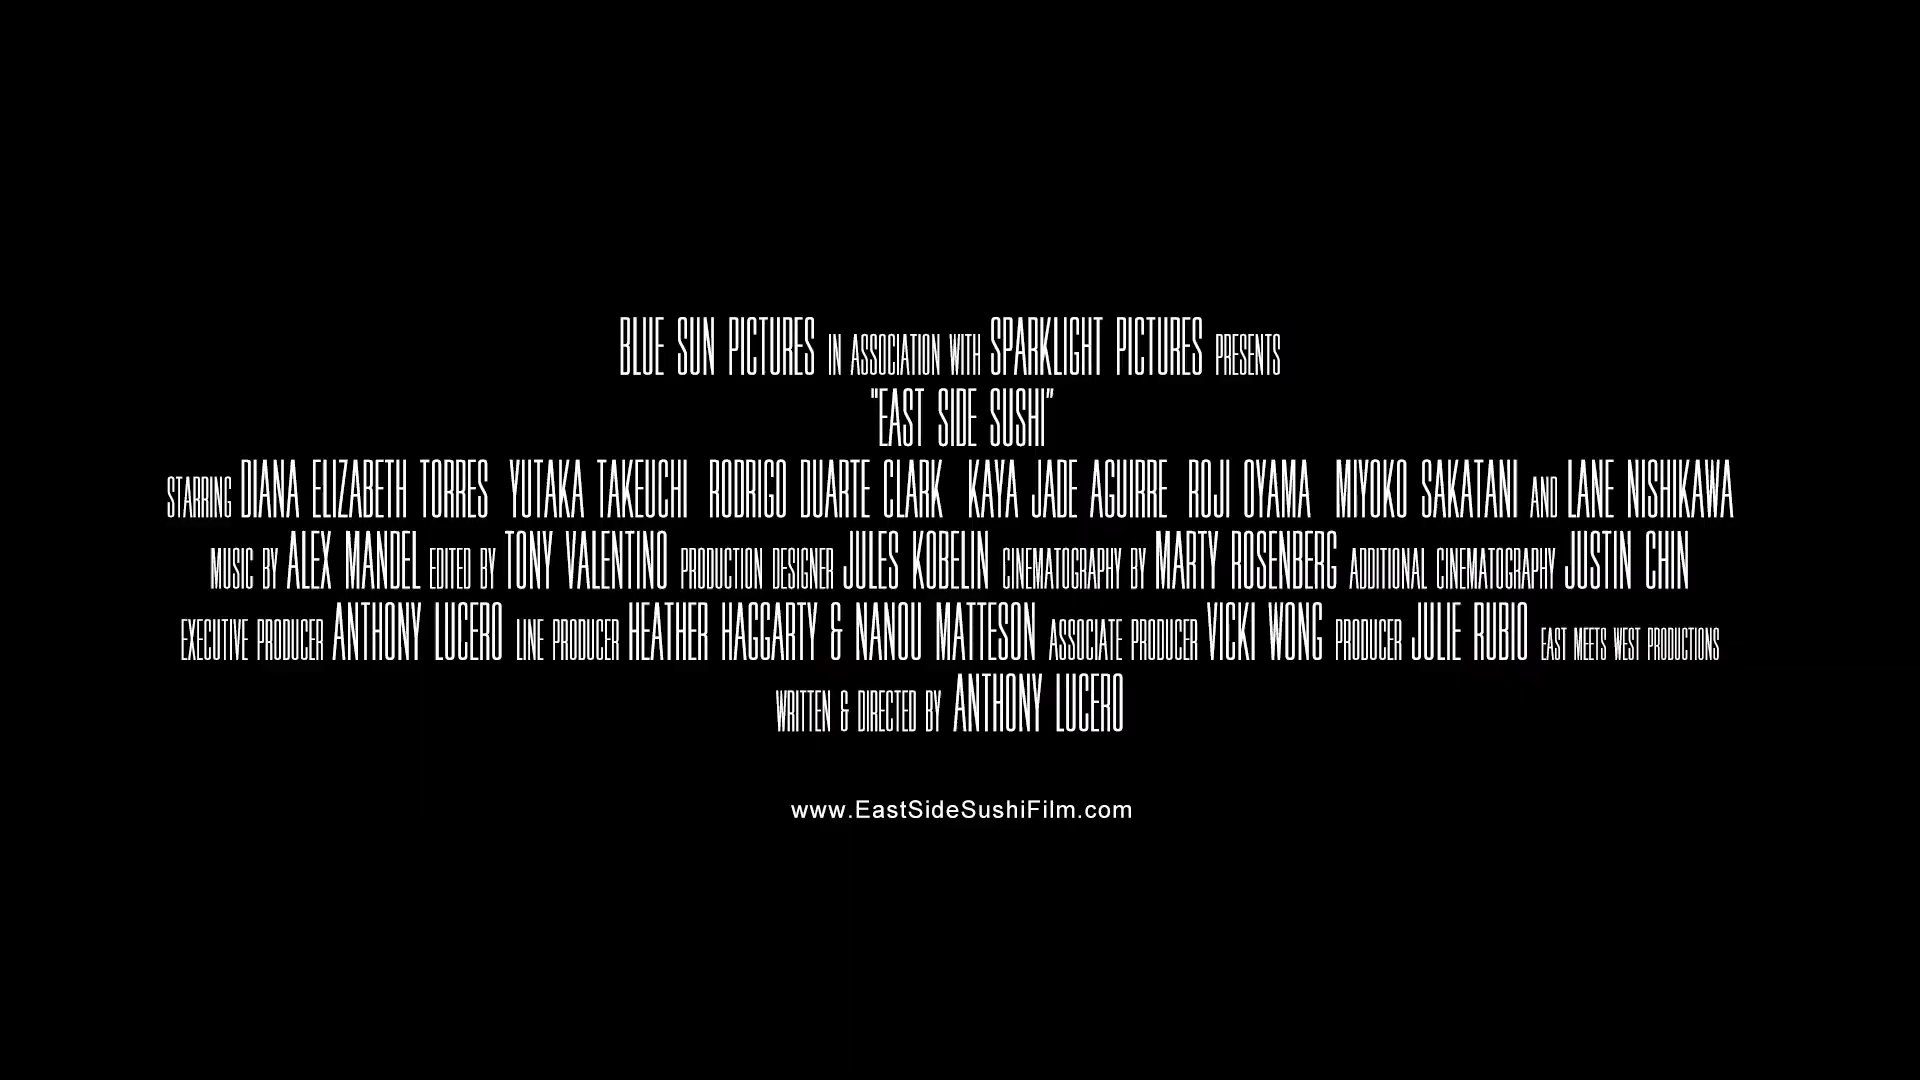 BLUE SUN PICTURES IN ASSOCIATION WITH SPARKLIGHT PICTURES PRESENTS
"EAST SIDE SUSHI"
STARRING DIANA ELIZABETH TORRES YUTAKA TAKEUCHI RODRIGO DUARTE CLARK KAYA JADE AGUIRRE ROJI OYAMA MIYOKO SAKATANI AND LANE NISHIKAWA
MUSIC BY ALEX MANDEL EDITED BY TONY VALENTINO PRODUCTION DESIGNER JULES KOBELIN CINEMATOGRAPHY BY MARTY ROSENBERG ADDITIONAL CINEMATOGRAPHY JUSTIN CHIN
EXECUTIVE PRODUCER ANTHONY LUCERO LINE PRODUCER HEATHER HAGGARTY & NANOU MATTESON ASSOCIATE PRODUCER VICKI WONG PRODUCER JULIE RUBIO EAST MEETS WEST PRODUCTIONS
WRITTEN & DIRECTED BY ANTHONY LUCERO
www.EastSideSushiFilm.com